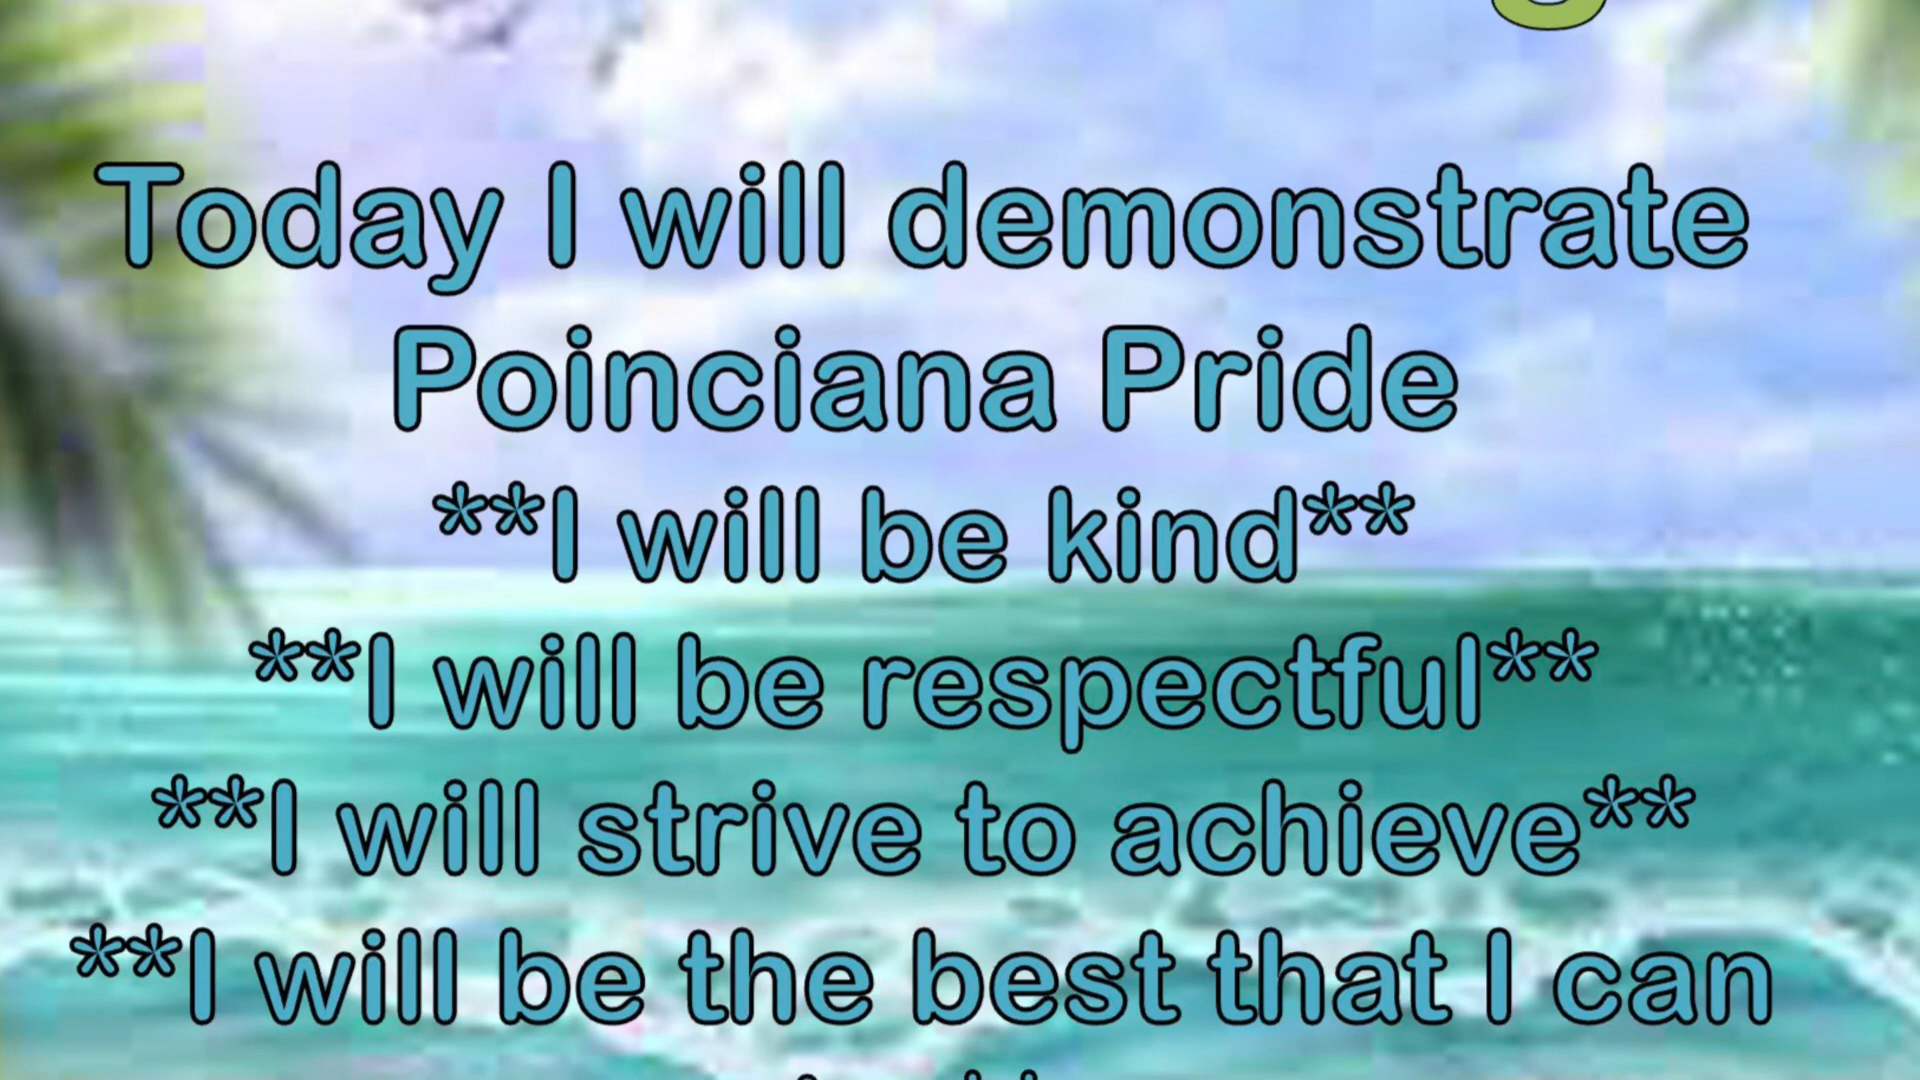 Today I will demonstrate
Poinciana Pride
**I will be kind**
**I will be respectful**
**I will strive to achieve**
**I will be the best that I can